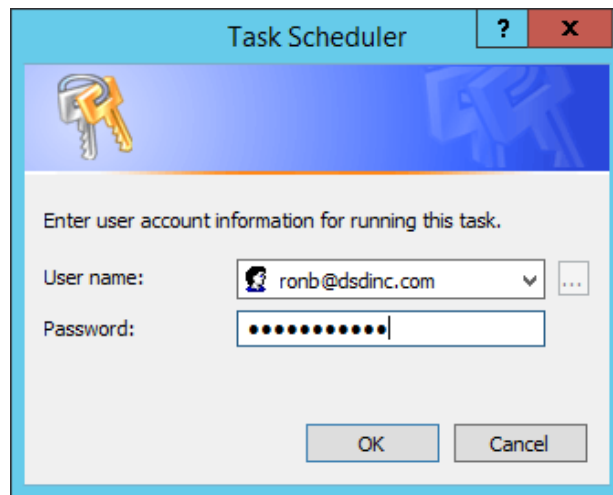 Task Scheduler
?
x
Enter user account information for running this task.
User name:
ronb@dsdinc.com
...
Password:
●●●●●●●●●●●
OK
Cancel